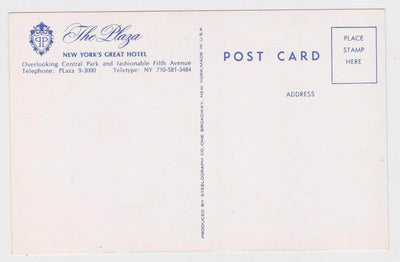 The Plaza
NEW YORK'S GREAT HOTEL
Overlooking Central Park and fashionable Fifth Avenue
Telephone: Plaza 9-3000 Teletype: NY 710-581-3484
PRODUCED BY STEELOGRAPH CO., ONE BROADWAY, NEW YORK/MADE IN U.S.A.
POST CARD
ADDRESS
PLACE
STAMP
HERE